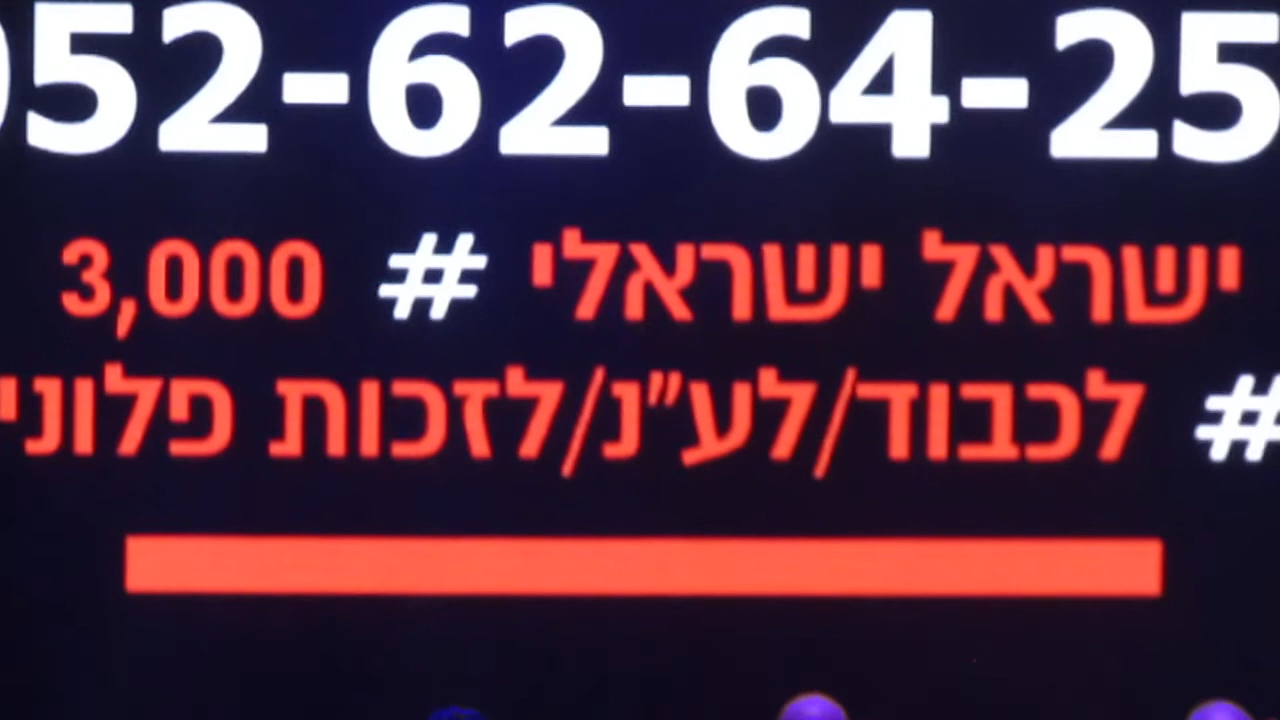 052-62-64-25
ישראל ישראלי # 3,000
# לכבוד/לע"נ/לזכות פלוני